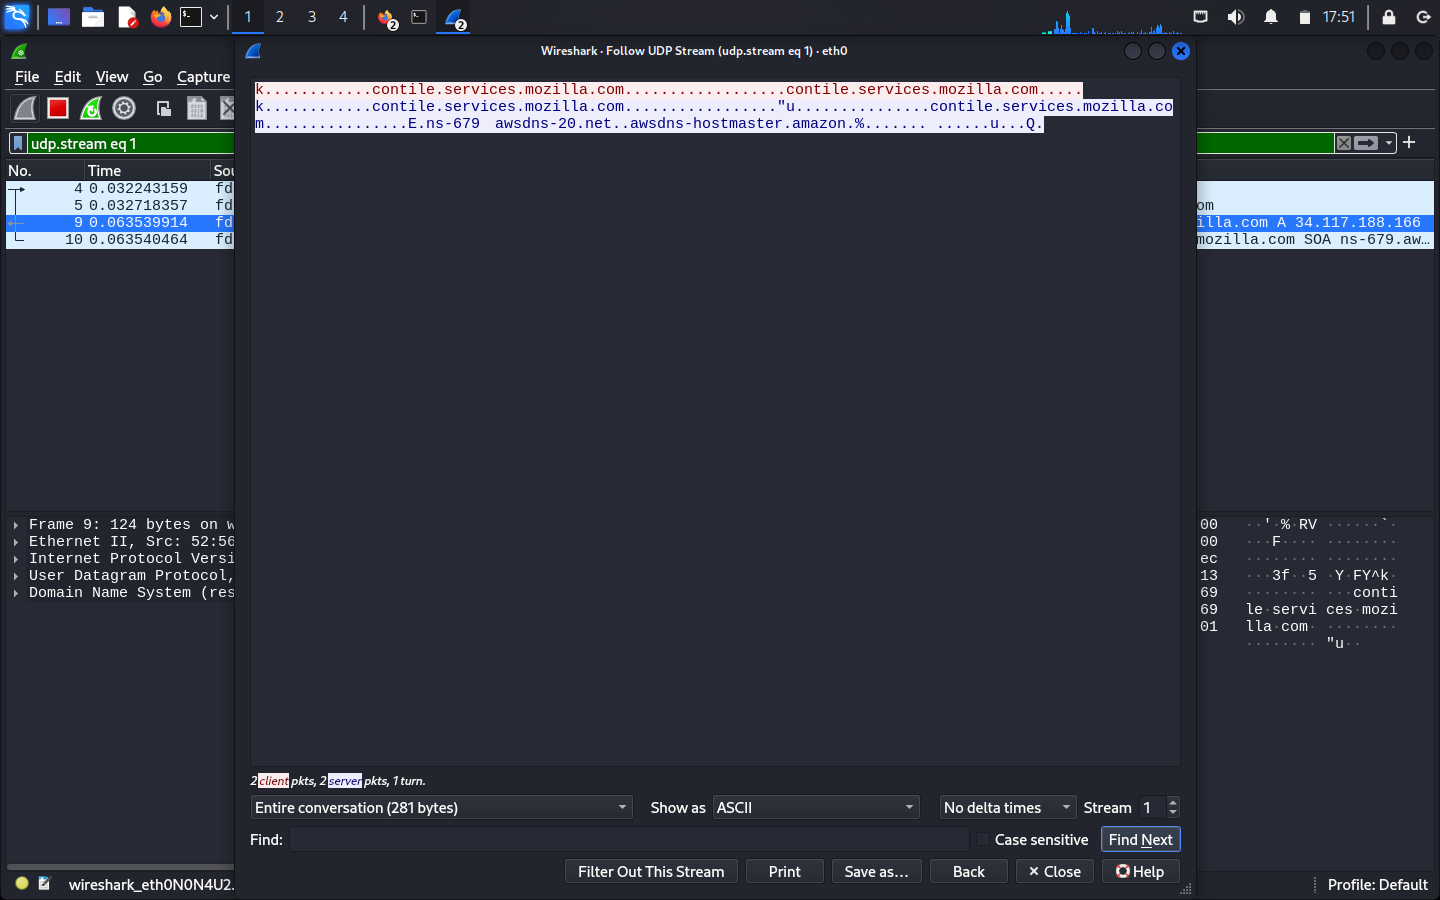 1 2 3 4 2 2 17:51
Wireshark · Follow UDP Stream (udp.stream eq 1) · eth0
File Edit View Go Capture
udp.stream eq 1
No. Time Sou
4 0.032243159 fd
5 0.032718357 fd om
9 0.063539914 fd illa.com A 34.117.188.166
10 0.063540464 fd mozilla.com SOA ns-679.aw…
k............contile.services.mozilla.com..................contile.services.mozilla.com.....
k............contile.services.mozilla.com................."u...............contile.services.mozilla.co
m................E.ns-679 awsdns-20.net..awsdns-hostmaster.amazon.%....... ......u...Q.
Frame 9: 124 bytes on w
Ethernet II, Src: 52:56
Internet Protocol Versi
User Datagram Protocol,
Domain Name System (res
00 ··'·%·RV ······`·
00 ···F···· ········
ec ········ ········
13 ···3f··5 ·Y·FY^k·
69 ········ ···conti
69 le·servi ces·mozi
01 lla·com· ········
········ "u··
2 client pkts, 2 server pkts, 1 turn.
Entire conversation (281 bytes) Show as ASCII No delta times Stream 1
Find: Case sensitive Find Next
Filter Out This Stream Print Save as… Back Close Help
wireshark_eth0N0N4U2. Profile: Default